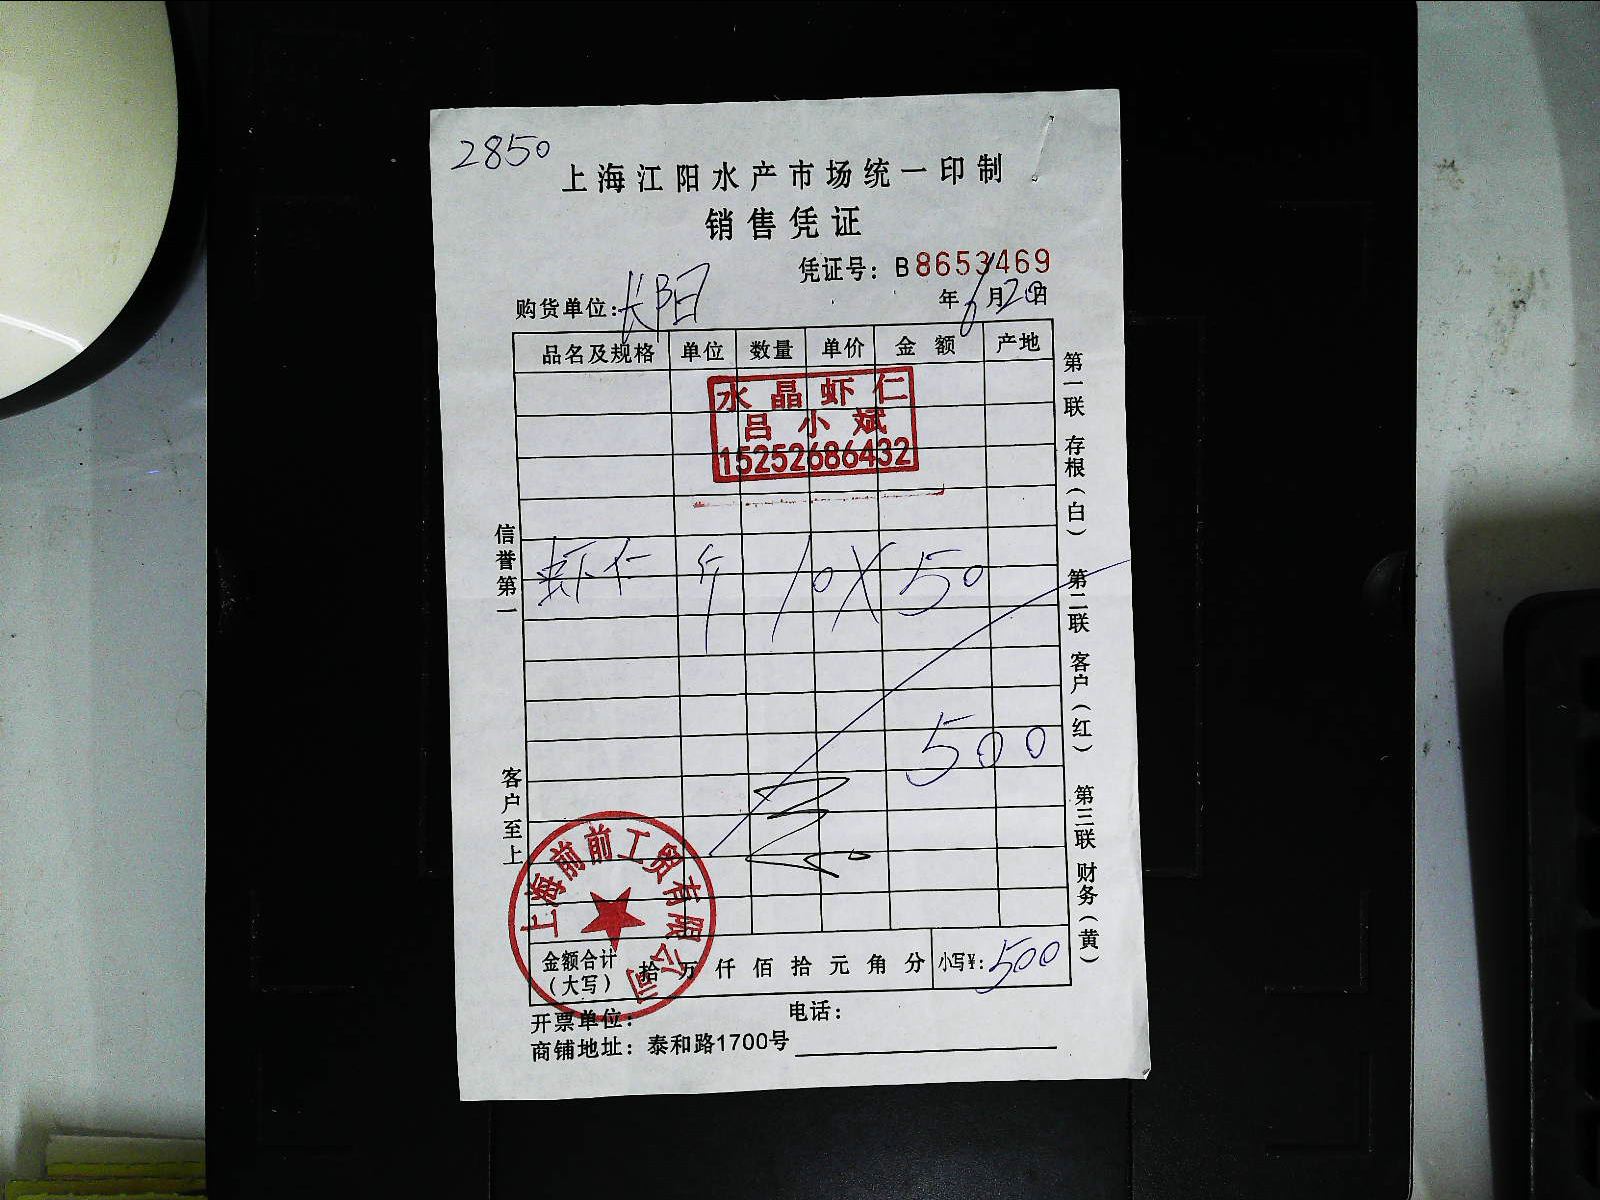 2850
上海江阳水产市场统一印制
销售凭证
凭证号：B8653469
购货单位：长阳 年6月20日
品名及规格 单位 数量 单价 金额 产地
水晶虾仁
吕小斌
15252686432
虾仁 斤 10X50
500
信誉第一
客户至上
第一联 存根（白）
第二联 客户（红）
第三联 财务（黄）
上海前前工贸有限公司
金额合计（大写） 拾万仟佰拾元角分 小写¥：500
开票单位： 电话：
商铺地址：泰和路1700号